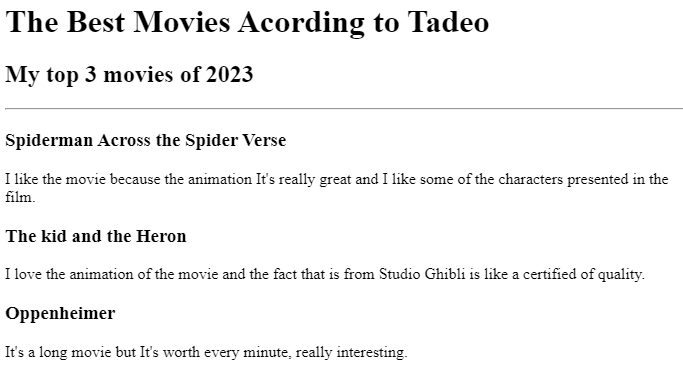 The Best Movies Acording to Tadeo
My top 3 movies of 2023
Spiderman Across the Spider Verse
I like the movie because the animation It's really great and I like some of the characters presented in the
film.
The kid and the Heron
I love the animation of the movie and the fact that is from Studio Ghibli is like a certified of quality.
Oppenheimer
It's a long movie but It's worth every minute, really interesting.